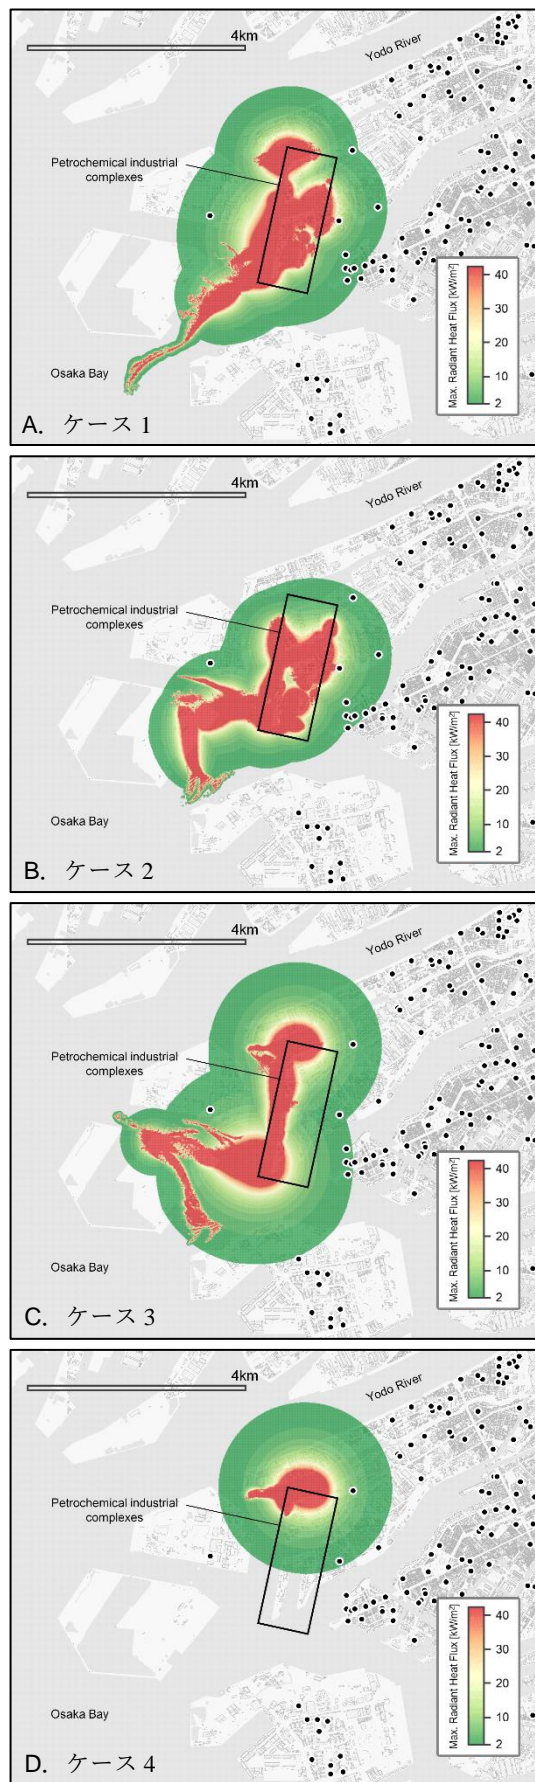 4km
Yodo River
Petrochemical industrial
complexes
Max. Radiant Heat Flux [kW/m²]
40
30
20
10
2
Osaka Bay
A. ケース 1
4km
Yodo River
Petrochemical industrial
complexes
Max. Radiant Heat Flux [kW/m²]
40
30
20
10
2
Osaka Bay
B. ケース 2
4km
Yodo River
Petrochemical industrial
complexes
Max. Radiant Heat Flux [kW/m²]
40
30
20
10
2
Osaka Bay
C. ケース 3
4km
Yodo River
Petrochemical industrial
complexes
Max. Radiant Heat Flux [kW/m²]
40
30
20
10
2
Osaka Bay
D. ケース 4